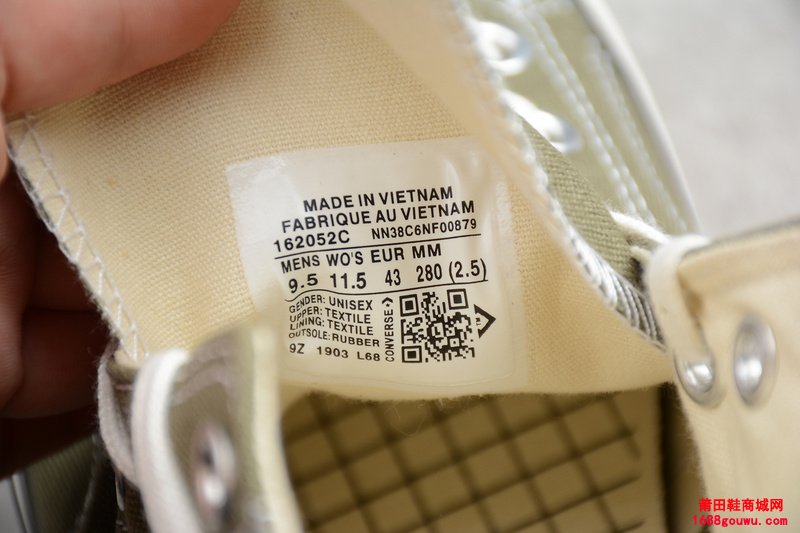 MADE IN VIETNAM
FABRIQUE AU VIETNAM
162052C NN38C6NF00879
MENS WO'S EUR MM
9.5 11.5 43 280 (2.5)
GENDER: UNISEX
UPPER: TEXTILE
LINING: TEXTILE
OUTSOLE: RUBBER
9Z 1903 L68
CONVERSE
莆田鞋商城网
1688gouwu.com